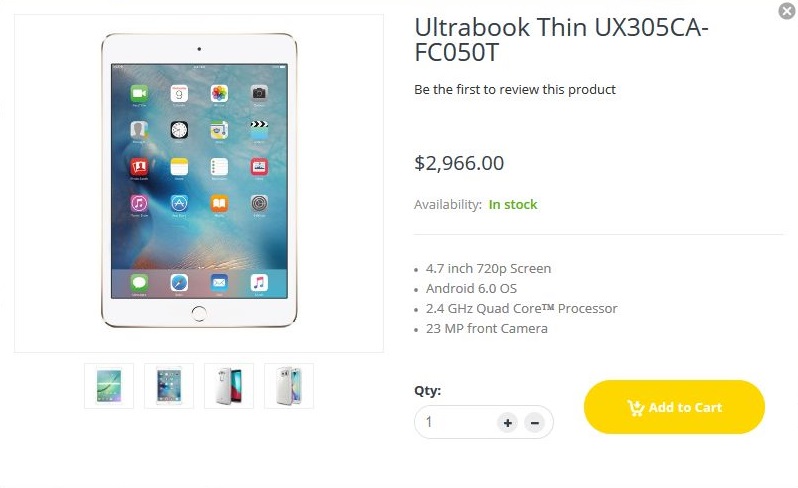 Ultrabook Thin UX305CA-
FC050T
Be the first to review this product
$2,966.00
Availability: In stock
4.7 inch 720p Screen
Android 6.0 OS
2.4 GHz Quad Core™ Processor
23 MP front Camera
Qty:
1
Add to Cart